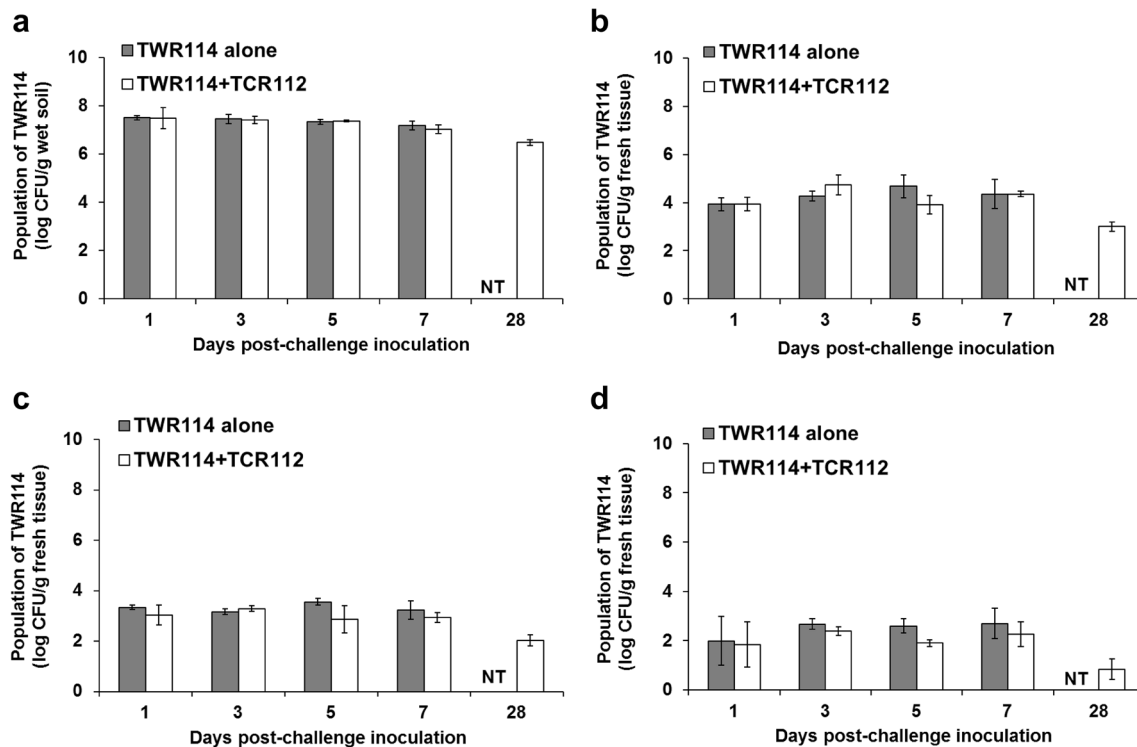 a
Population of TWR114
(log CFU/g wet soil)
10
8
6
4
2
0
TWR114 alone
TWR114+TCR112
NT
1 3 5 7 28
Days post-challenge inoculation
b
Population of TWR114
(log CFU/g fresh tissue)
10
8
6
4
2
0
TWR114 alone
TWR114+TCR112
NT
1 3 5 7 28
Days post-challenge inoculation
c
Population of TWR114
(log CFU/g fresh tissue)
10
8
6
4
2
0
TWR114 alone
TWR114+TCR112
NT
1 3 5 7 28
Days post-challenge inoculation
d
Population of TWR114
(log CFU/g fresh tissue)
10
8
6
4
2
0
TWR114 alone
TWR114+TCR112
NT
1 3 5 7 28
Days post-challenge inoculation